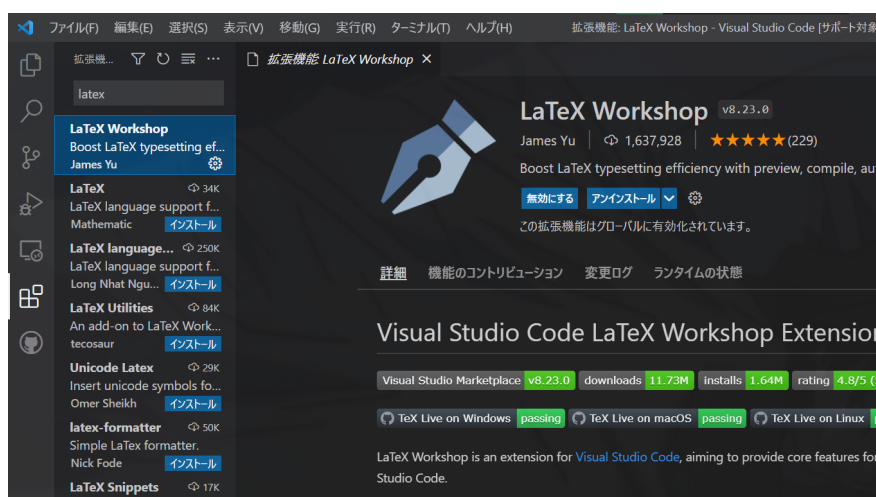 ファイル(F) 編集(E) 選択(S) 表示(V) 移動(G) 実行(R) ターミナル(T) ヘルプ(H) 拡張機能: LaTeX Workshop - Visual Studio Code [サポート対象
拡張機...
latex
LaTeX Workshop
Boost LaTeX typesetting ef...
James Yu
LaTeX 34K
LaTeX language support f...
Mathematic インストール
LaTeX language... 250K
LaTeX language support f...
Long Nhat Ngu... インストール
LaTeX Utilities 84K
An add-on to LaTeX Work...
tecosaur インストール
Unicode Latex 29K
Insert unicode symbols fo...
Omer Sheikh インストール
latex-formatter 50K
Simple LaTex formatter.
Nick Fode インストール
LaTeX Snippets 17K
拡張機能: LaTeX Workshop
LaTeX Workshop v8.23.0
James Yu 1,637,928 (229)
Boost LaTeX typesetting efficiency with preview, compile, au
無効にする アンインストール
この拡張機能はグローバルに有効化されています。
詳細 機能のコントリビューション 変更ログ ランタイムの状態
Visual Studio Code LaTeX Workshop Extension
Visual Studio Marketplace v8.23.0 downloads 11.73M installs 1.64M rating 4.8/5 (
TeX Live on Windows passing TeX Live on macOS passing TeX Live on Linux
LaTeX Workshop is an extension for Visual Studio Code, aiming to provide core features for
Studio Code.